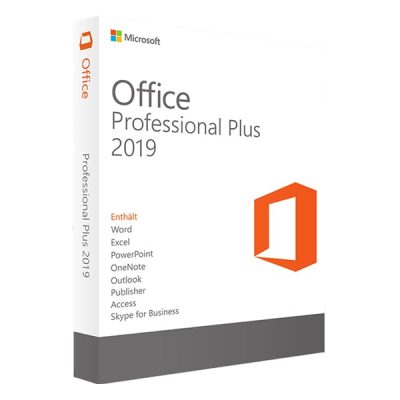 Office
Professional Plus 2019
Microsoft
Office
Professional Plus
2019
Enthält
Word
Excel
PowerPoint
OneNote
Outlook
Publisher
Access
Skype for Business